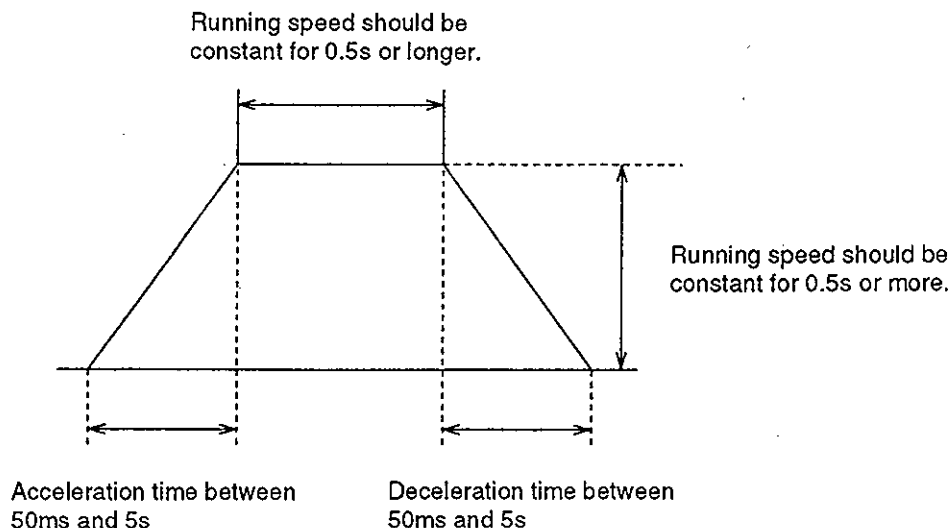 Running speed should be
constant for 0.5s or longer.
Running speed should be
constant for 0.5s or more.
Acceleration time between
50ms and 5s
Deceleration time between
50ms and 5s